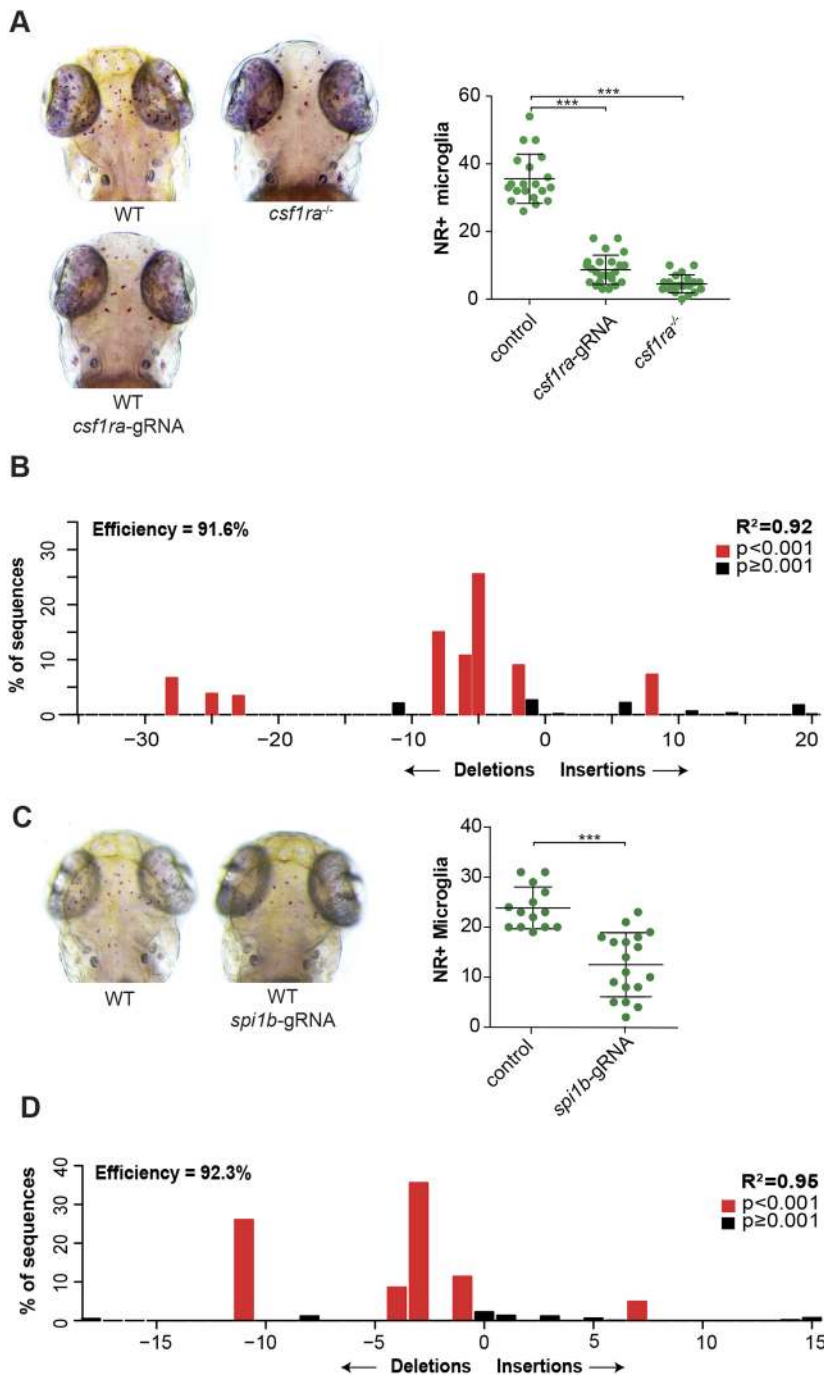 A
WT
csf1ra-/-
WT
csf1ra-gRNA
NR+ microglia
60
40
20
0
***
***
control
csf1ra-gRNA
csf1ra-/-
B
Efficiency = 91.6%
R²=0.92
p<0.001
p≥0.001
% of sequences
30
20
10
0
−30
−20
−10
0
10
20
← Deletions Insertions →
C
WT
WT
spi1b-gRNA
NR+ Microglia
40
30
20
10
0
***
control
spi1b-gRNA
D
Efficiency = 92.3%
R²=0.95
p<0.001
p≥0.001
% of sequences
40
30
20
10
0
−15
−10
−5
0
5
10
15
← Deletions Insertions →